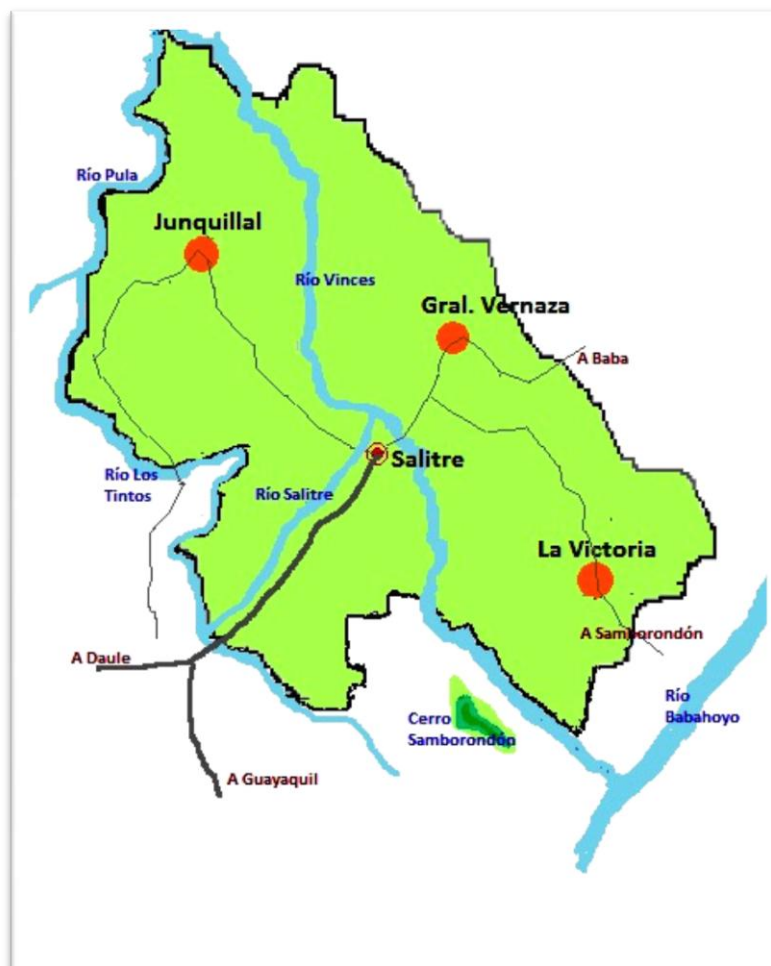 Río Pula
Junquillal
Río Vinces
Gral. Vernaza
A Baba
Salitre
Río Los
Tintos
Río Salitre
La Victoria
A Samborondón
A Daule
Río
Babahoyo
Cerro
Samborondón
A Guayaquil